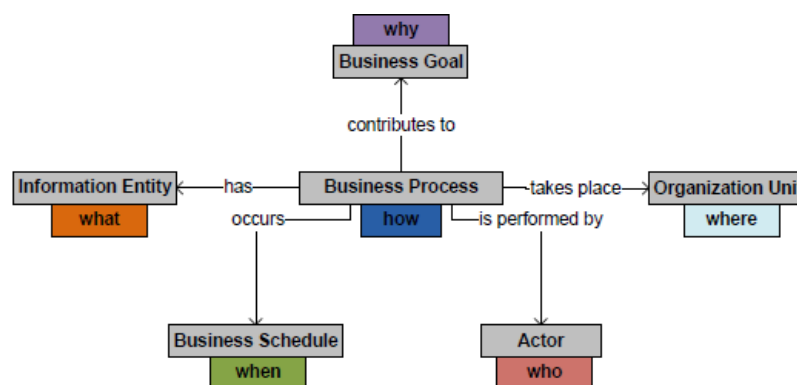 why
Business Goal
contributes to
Information Entity
has
Business Process
takes place
Organization Uni
what
occurs
how
is performed by
where
Business Schedule
Actor
when
who